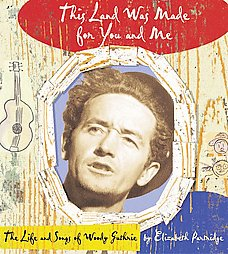 This Land Was Made
for You and Me
The Life and Songs of Woody Guthrie by Elizabeth Partridge